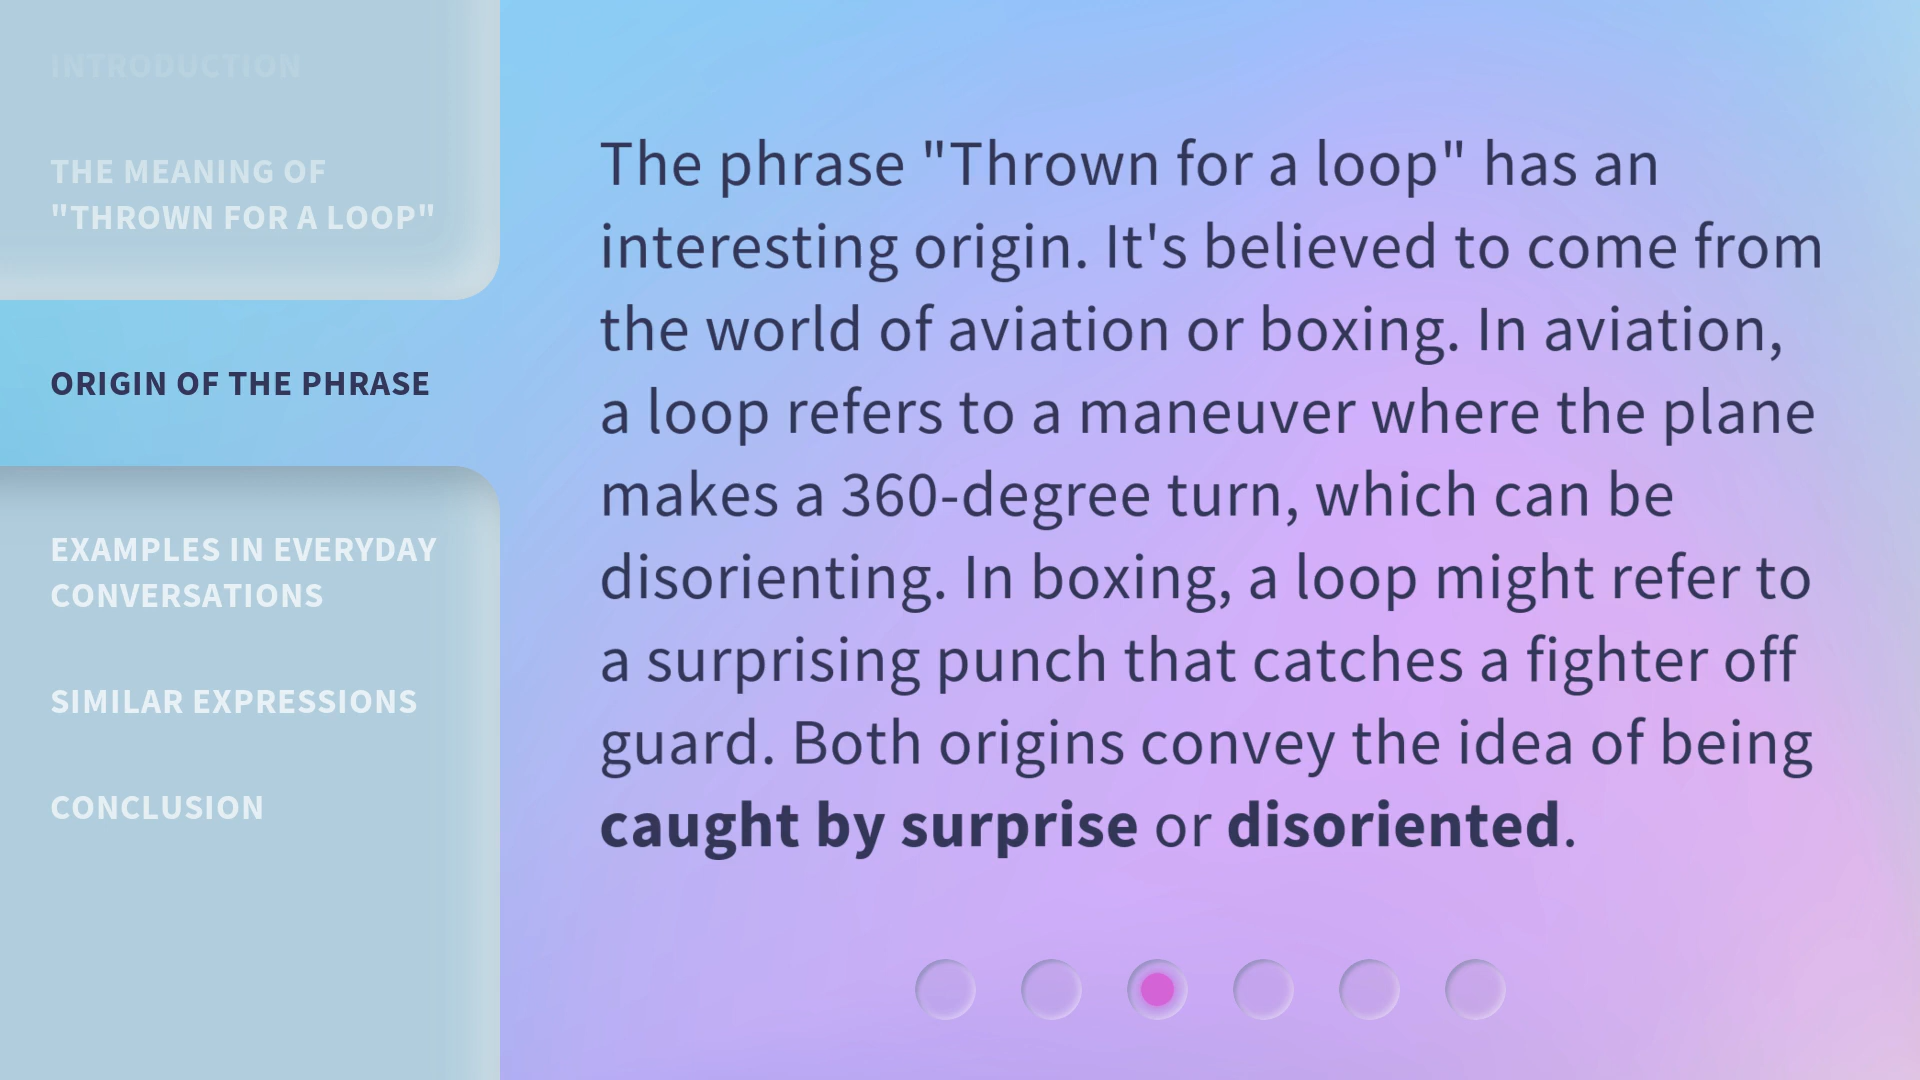 INTRODUCTION
THE MEANING OF
"THROWN FOR A LOOP"
ORIGIN OF THE PHRASE
EXAMPLES IN EVERYDAY
CONVERSATIONS
SIMILAR EXPRESSIONS
CONCLUSION
The phrase "Thrown for a loop" has an
interesting origin. It's believed to come from
the world of aviation or boxing. In aviation,
a loop refers to a maneuver where the plane
makes a 360-degree turn, which can be
disorienting. In boxing, a loop might refer to
a surprising punch that catches a fighter off
guard. Both origins convey the idea of being
caught by surprise or disoriented.